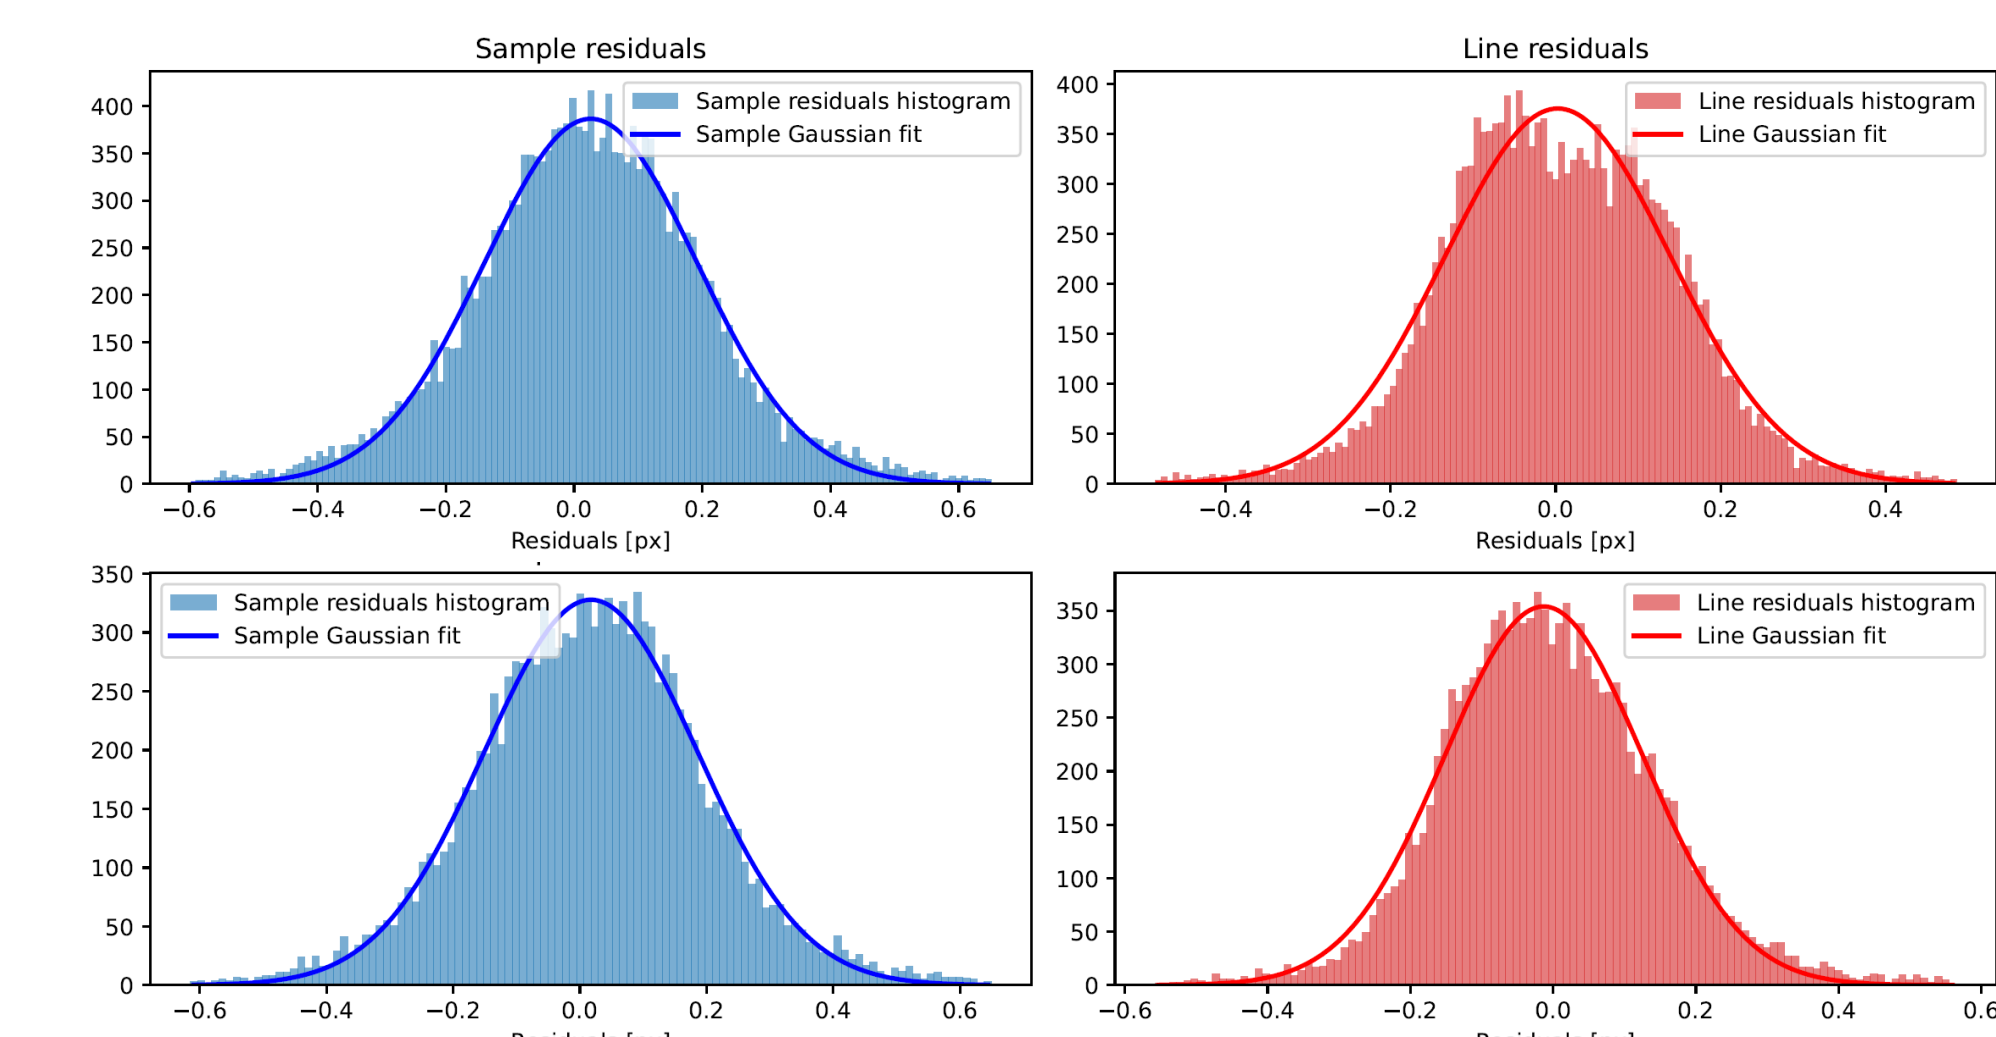 Sample residuals
Line residuals
400
350
300
250
200
150
100
50
0
Sample residuals histogram
Sample Gaussian fit
−0.6 −0.4 −0.2 0.0 0.2 0.4 0.6
Residuals [px]
400
350
300
250
200
150
100
50
0
Line residuals histogram
Line Gaussian fit
−0.4 −0.2 0.0 0.2 0.4
Residuals [px]
350
300
250
200
150
100
50
0
Sample residuals histogram
Sample Gaussian fit
−0.6 −0.4 −0.2 0.0 0.2 0.4 0.6
350
300
250
200
150
100
50
0
Line residuals histogram
Line Gaussian fit
−0.6 −0.4 −0.2 0.0 0.2 0.4 0.6